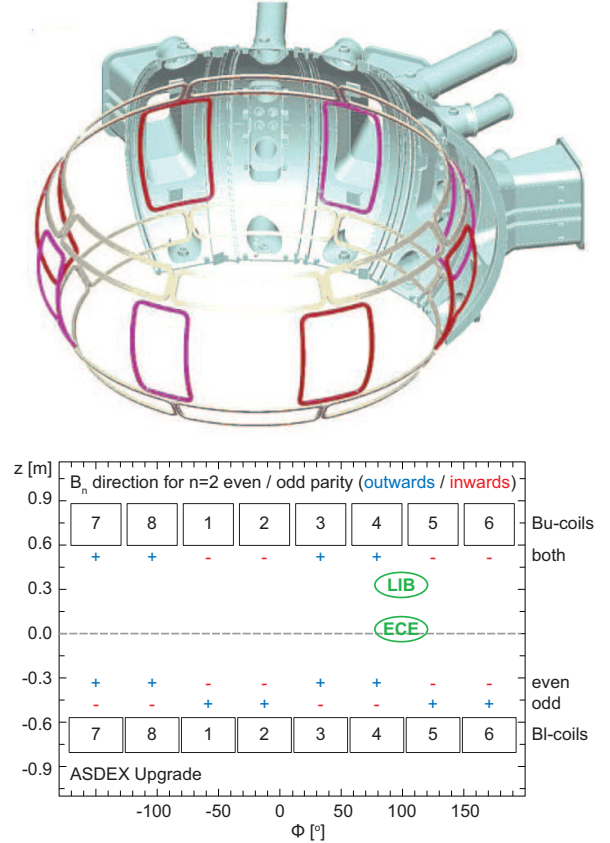 z [m]
Bn direction for n=2 even / odd parity (outwards / inwards)
0.9
7 8 1 2 3 4 5 6 Bu-coils
0.6
+ + - - + + - - both
0.3 LIB
0.0 ECE
-0.3
+ + - - + + - - even
- - + + - - + + odd
-0.6
7 8 1 2 3 4 5 6 Bl-coils
-0.9
ASDEX Upgrade
-100 -50 0 50 100 150
Φ [°]